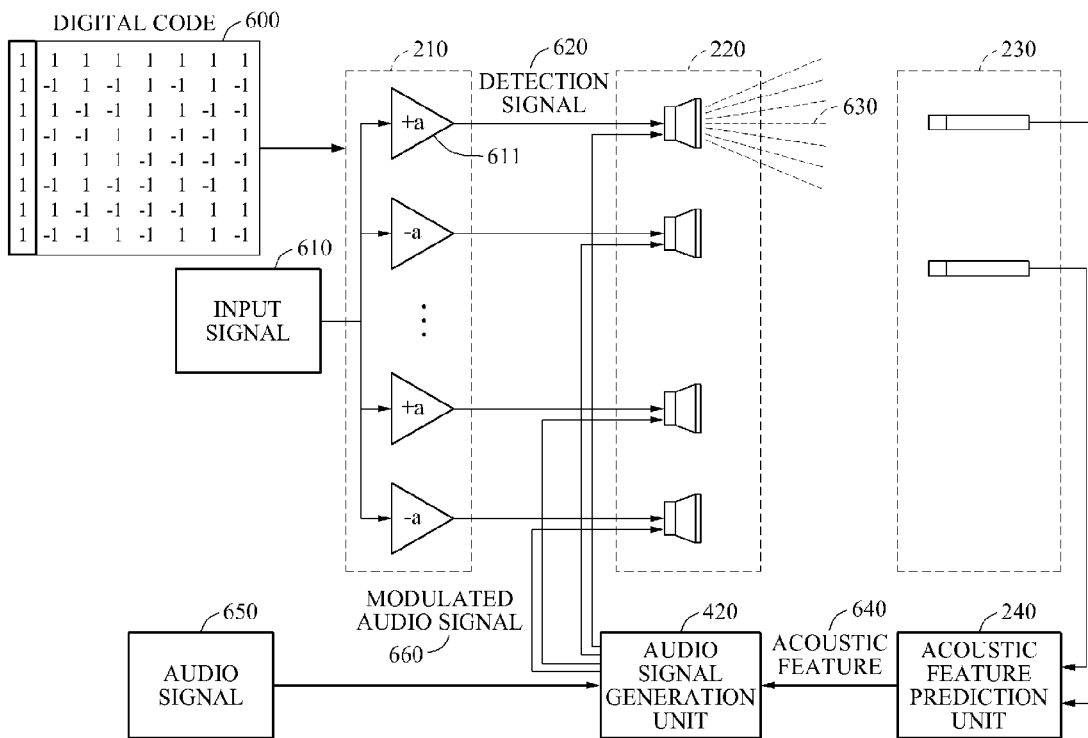 DIGITAL CODE 600
1 1 1 1 1 1 1 1
1 -1 1 -1 1 -1 1 -1
1 1 -1 -1 1 1 -1 -1
1 -1 -1 1 1 -1 -1 1
1 1 1 1 -1 -1 -1 -1
1 -1 1 -1 -1 1 -1 1
1 1 -1 -1 -1 -1 1 1
1 -1 -1 1 -1 1 1 -1
210
620
DETECTION
SIGNAL
220
230
+a
611
630
-a
610
INPUT
SIGNAL
+a
-a
650
AUDIO
SIGNAL
MODULATED
AUDIO SIGNAL
660
420
AUDIO
SIGNAL
GENERATION
UNIT
640
ACOUSTIC
FEATURE
240
ACOUSTIC
FEATURE
PREDICTION
UNIT